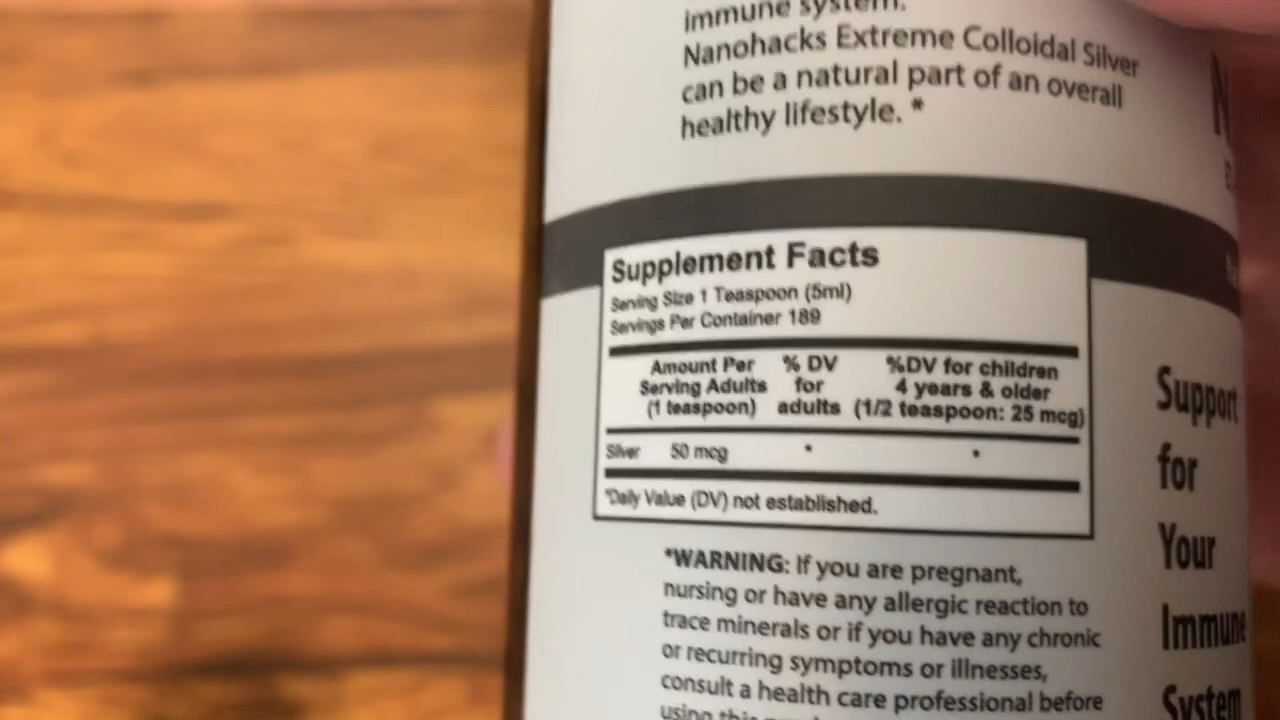 immune system.
Nanohacks Extreme Colloidal Silver
can be a natural part of an overall
healthy lifestyle. *
Supplement Facts
Serving Size 1 Teaspoon (5ml)
Servings Per Container 189
Amount Per Serving Adults (1 teaspoon)
% DV for adults
%DV for children 4 years & older (1/2 teaspoon: 25 mcg)
Silver 50 mcg * *
*Daily Value (DV) not established.
*WARNING: If you are pregnant,
nursing or have any allergic reaction to
trace minerals or if you have any chronic
or recurring symptoms or illnesses,
consult a health care professional before
using this
Support
for
Your
Immune
System